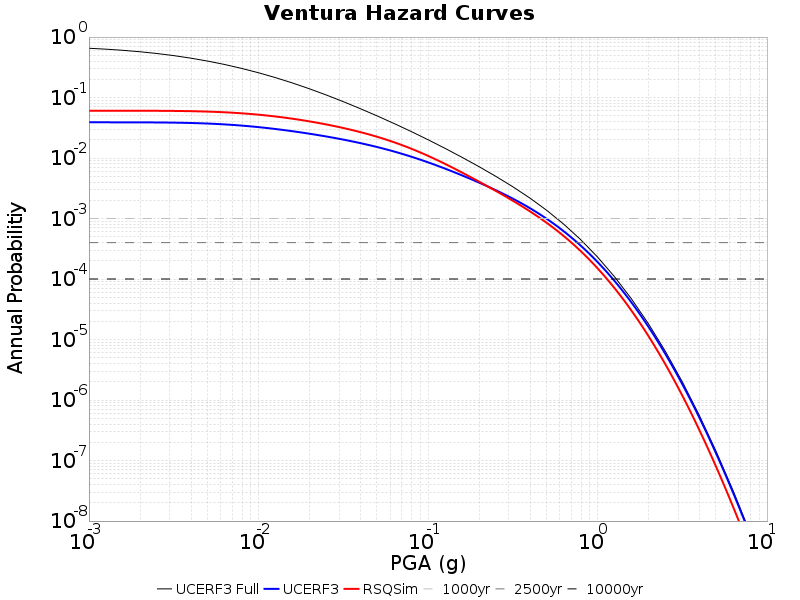 Ventura Hazard Curves
10^0
10^-1
10^-2
10^-3
10^-4
10^-5
10^-6
10^-7
10^-8
Annual Probabilitiy
10^-3 10^-2 10^-1 10^0 10^1
PGA (g)
UCERF3 Full UCERF3 RSQSim 1000yr 2500yr 10000yr